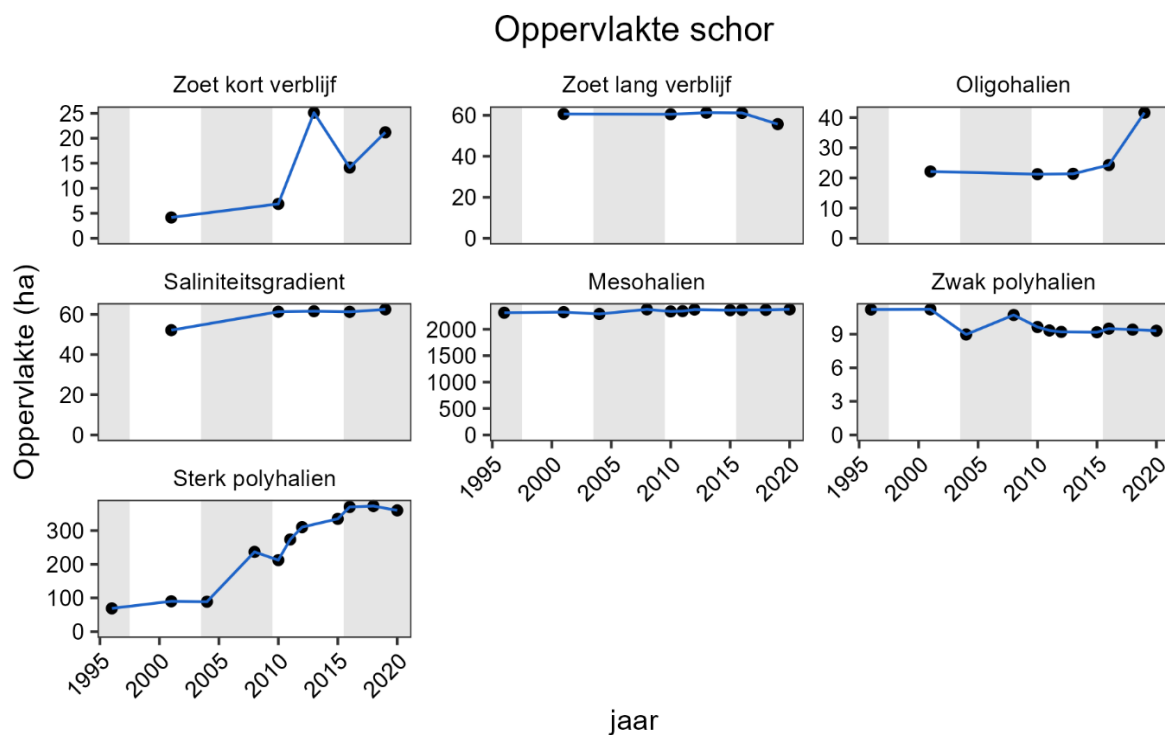 Oppervlakte schor
Zoet kort verblijf
25
20
15
10
5
0
Zoet lang verblijf
60
40
20
0
Oligohalien
40
30
20
10
0
Oppervlakte (ha)
Saliniteitsgradient
60
40
20
0
Mesohalien
2000
1500
1000
500
0
1995 2000 2005 2010 2015 2020
Zwak polyhalien
9
6
3
0
1995 2000 2005 2010 2015 2020
Sterk polyhalien
300
200
100
0
1995 2000 2005 2010 2015 2020
jaar